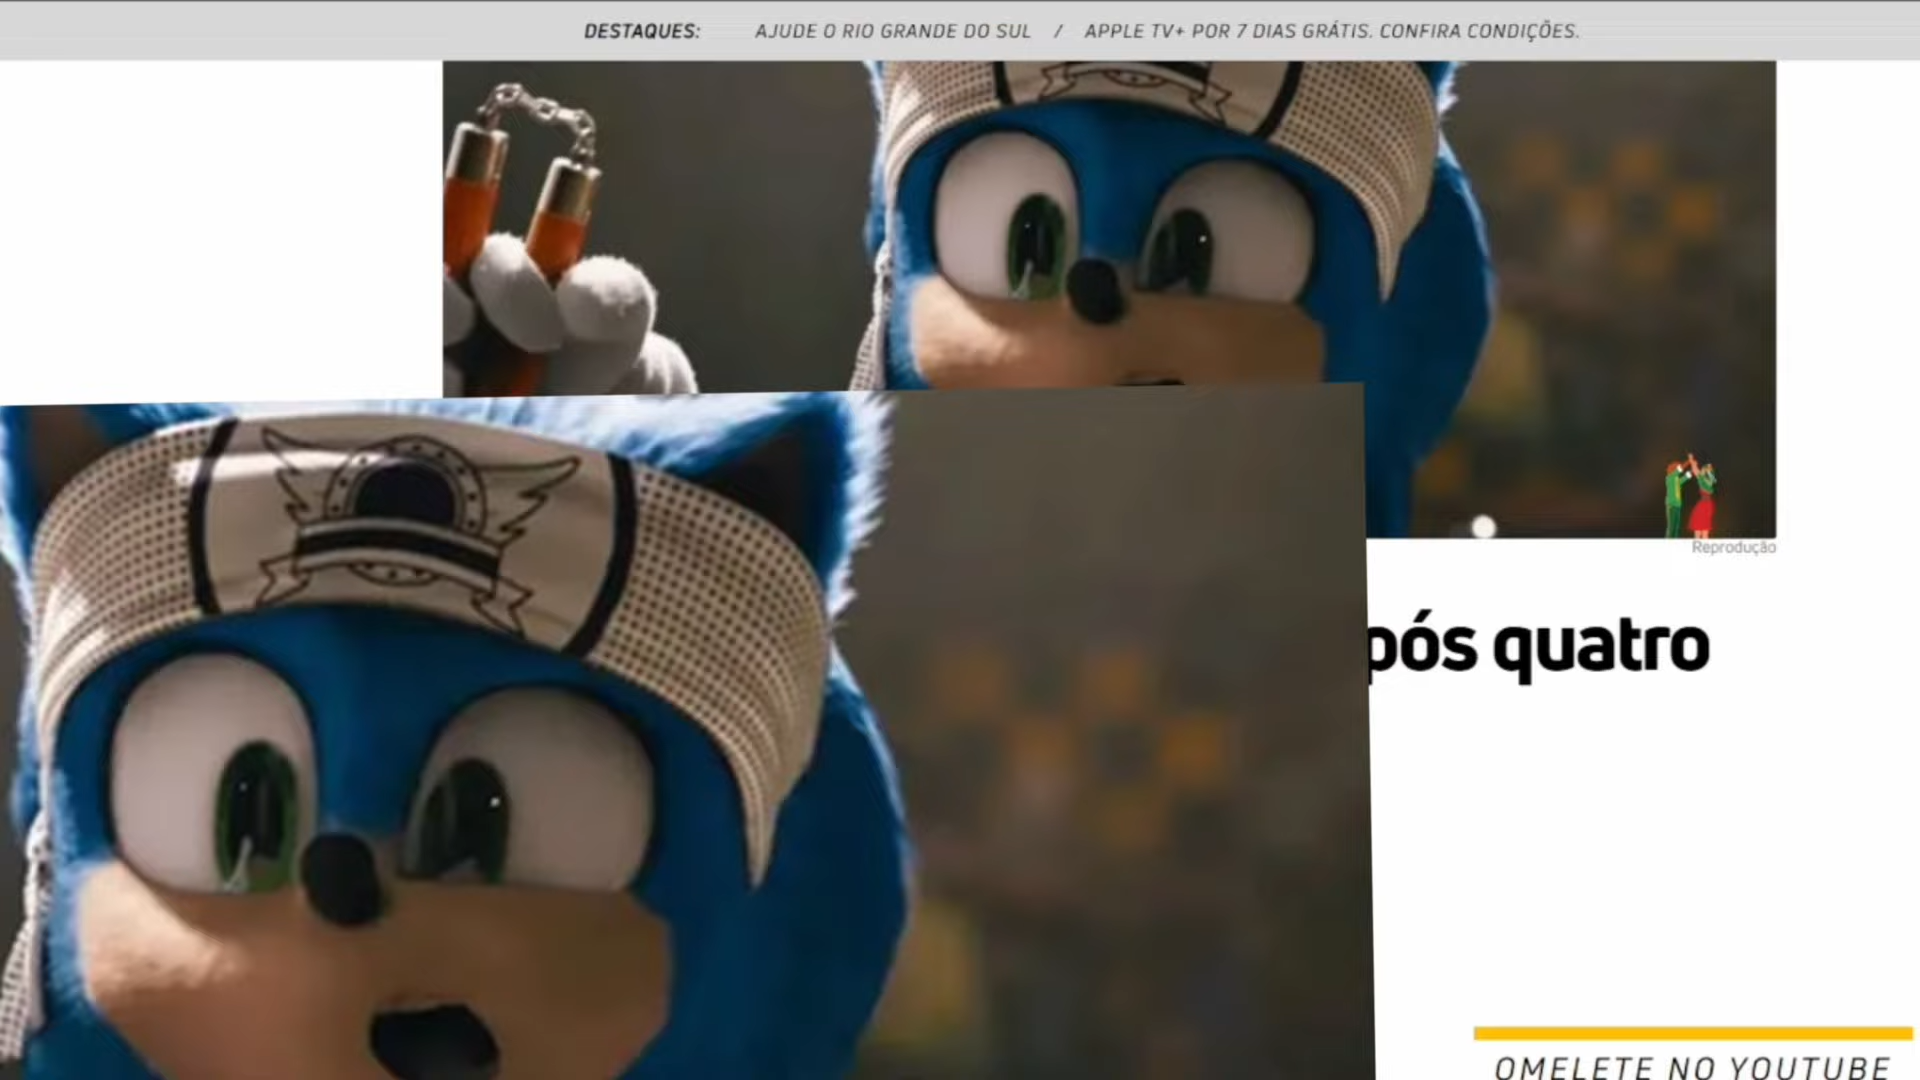 DESTAQUES: AJUDE O RIO GRANDE DO SUL / APPLE TV+ POR 7 DIAS GRÁTIS. CONFIRA CONDIÇÕES.
Reprodução
pós quatro
OMELETE NO YOUTUBE